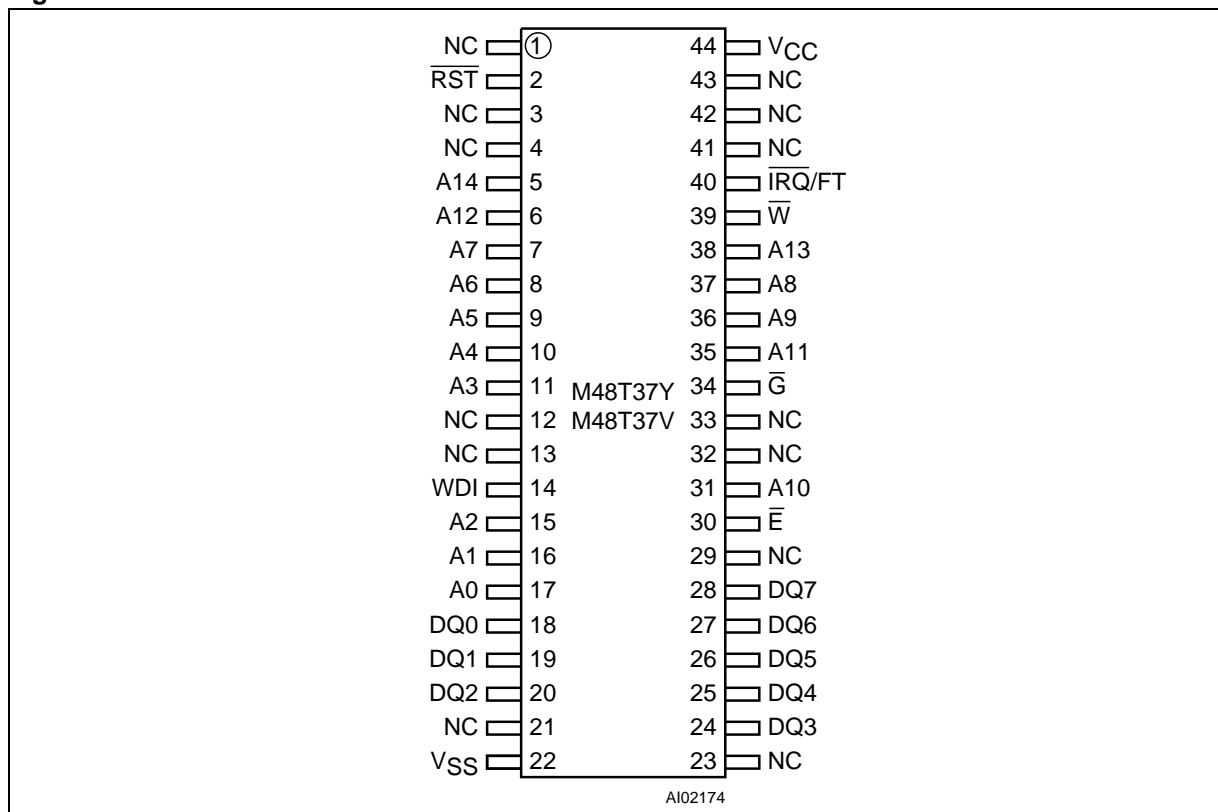 NC 1 44 VCC
R̅S̅T̅ 2 43 NC
NC 3 42 NC
NC 4 41 NC
A14 5 40 I̅R̅Q̅/FT
A12 6 39 W̅
A7 7 38 A13
A6 8 37 A8
A5 9 36 A9
A4 10 35 A11
A3 11 M48T37Y 34 G̅
NC 12 M48T37V 33 NC
NC 13 32 NC
WDI 14 31 A10
A2 15 30 E̅
A1 16 29 NC
A0 17 28 DQ7
DQ0 18 27 DQ6
DQ1 19 26 DQ5
DQ2 20 25 DQ4
NC 21 24 DQ3
VSS 22 23 NC
AI02174